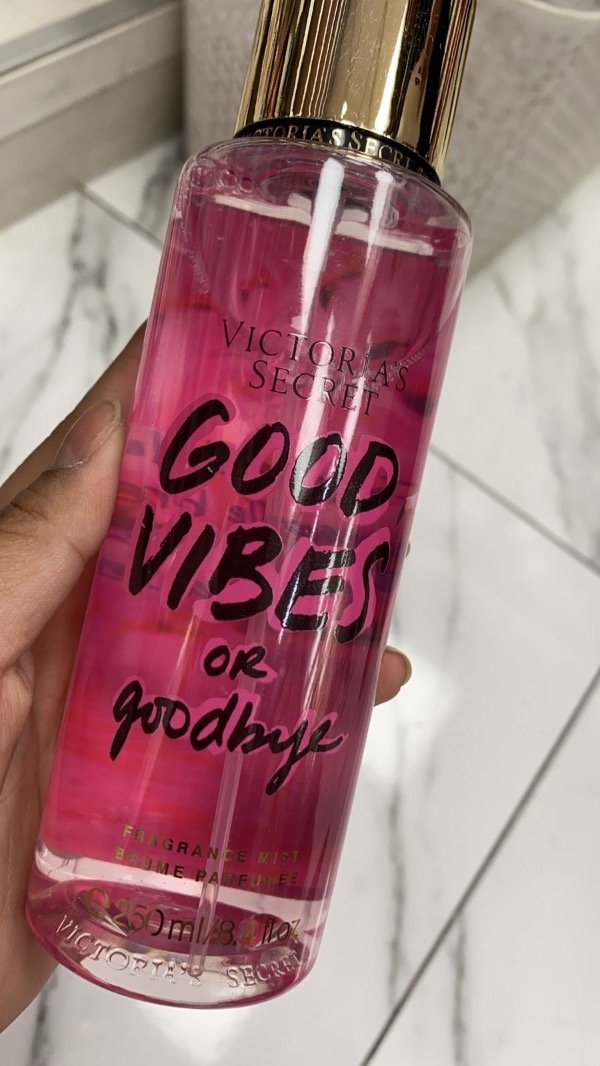 VICTORIA'S SECRET
VICTORIA'S
SECRET
GOOD
VIBES
OR
goodbye
FRAGRANCE MIST
BRUME PARFUMÉE
℮250 ml/8.4 fl oz
VICTORIA'S SECRET